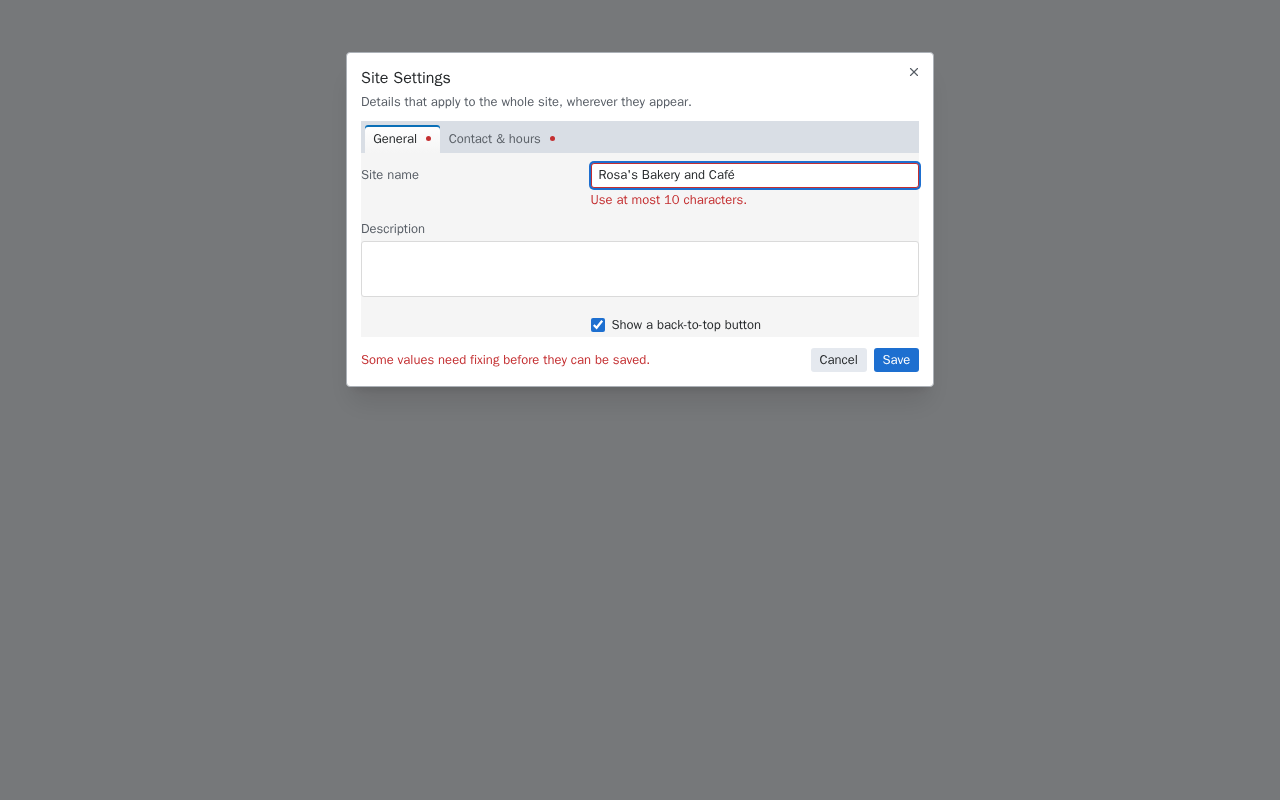 Site Settings
Details that apply to the whole site, wherever they appear.
General
Contact & hours
Site name
Rosa's Bakery and Café
Use at most 10 characters.
Description
Show a back-to-top button
Some values need fixing before they can be saved.
Cancel
Save